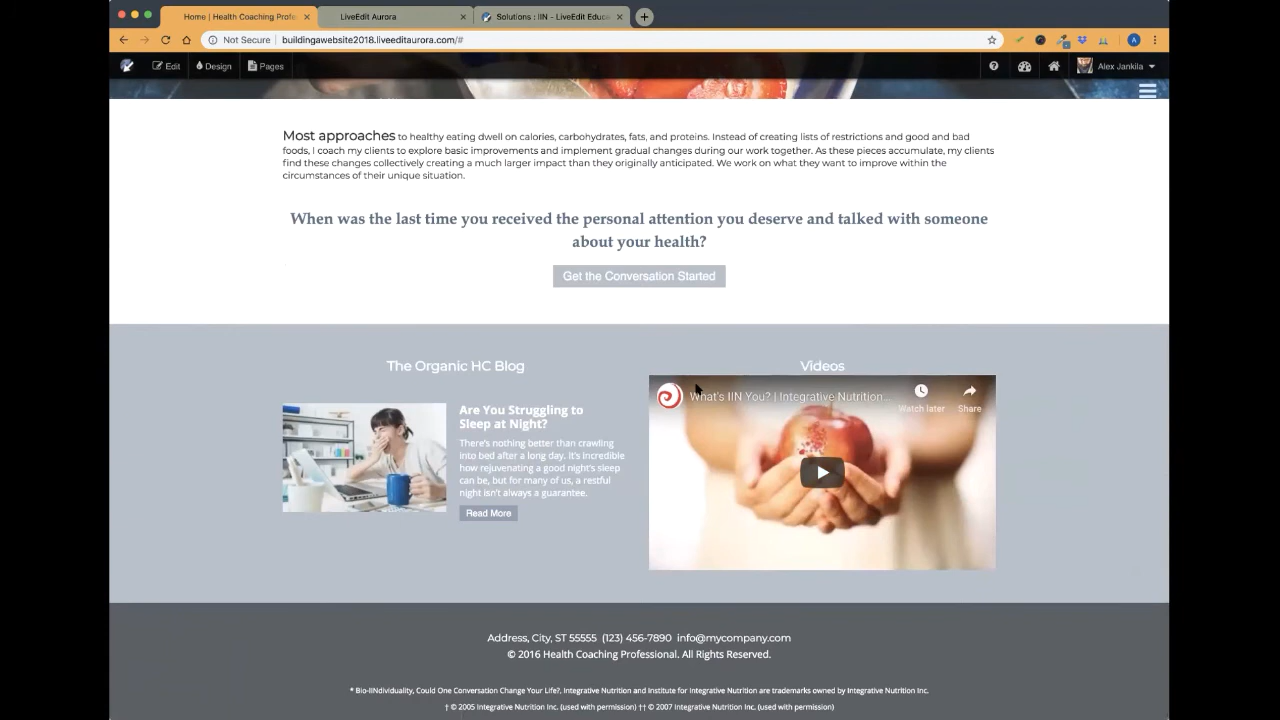 Home | Health Coaching Profe
LiveEdit Aurora
Solutions : IIN - LiveEdit Educa
Not Secure
buildingawebsite2018.liveeditaurora.com/#
A
Edit
Design
Pages
Alex Jankila
Most approaches to healthy eating dwell on calories, carbohydrates, fats, and proteins. Instead of creating lists of restrictions and good and bad
foods, I coach my clients to explore basic improvements and implement gradual changes during our work together. As these pieces accumulate, my clients
find these changes collectively creating a much larger impact than they originally anticipated. We work on what they want to improve within the
circumstances of their unique situation.
When was the last time you received the personal attention you deserve and talked with someone
about your health?
Get the Conversation Started
The Organic HC Blog
Are You Struggling to
Sleep at Night?
There's nothing better than crawling
into bed after a long day. It's incredible
how rejuvenating a good night's sleep
can be, but for many of us, a restful
night isn't always a guarantee.
Read More
Videos
What's IIN You? | Integrative Nutrition...
Watch later
Share
Address, City, ST 55555 (123) 456-7890 info@mycompany.com
© 2016 Health Coaching Professional. All Rights Reserved.
* Bio-IINdividuality, Could One Conversation Change Your Life?, Integrative Nutrition and Institute for Integrative Nutrition are trademarks owned by Integrative Nutrition Inc.
† © 2005 Integrative Nutrition Inc. (used with permission) †† © 2007 Integrative Nutrition Inc. (used with permission)